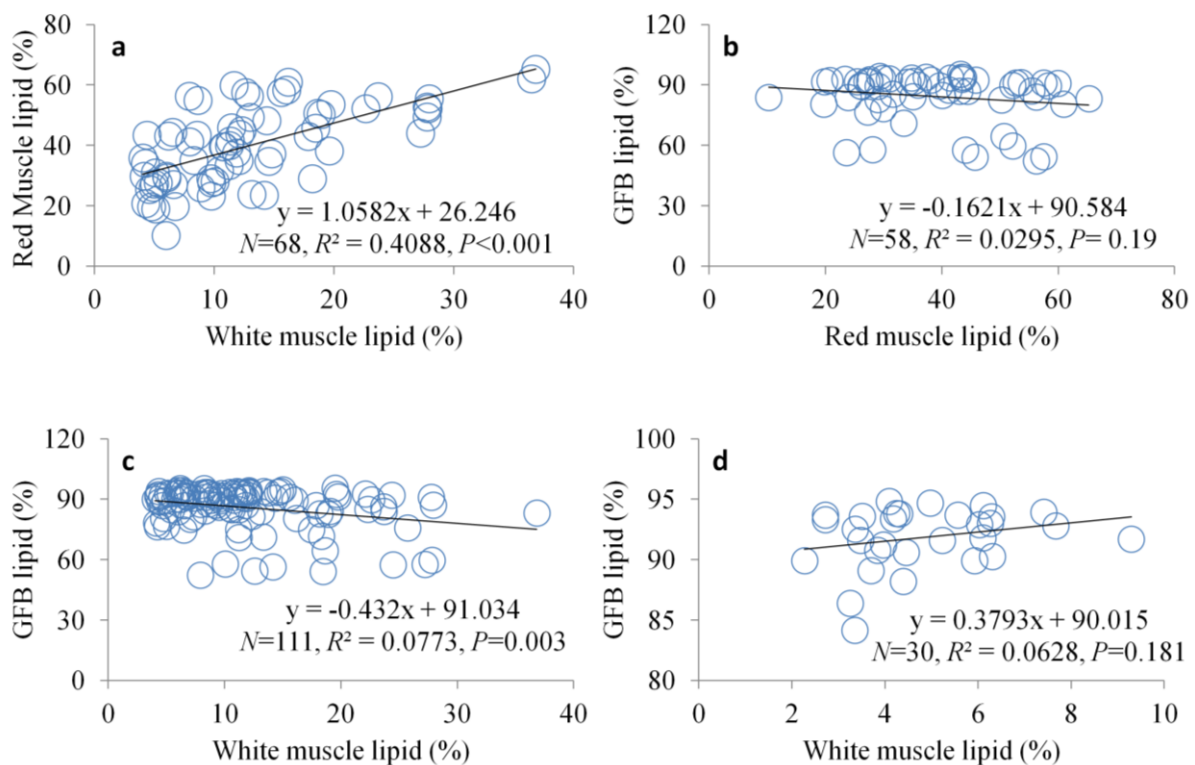 80
60
40
20
0
Red Muscle lipid (%)
a
y = 1.0582x + 26.246
N=68, R² = 0.4088, P<0.001
0 10 20 30 40
White muscle lipid (%)
120
90
60
30
0
GFB lipid (%)
b
y = -0.1621x + 90.584
N=58, R² = 0.0295, P= 0.19
0 20 40 60 80
Red muscle lipid (%)
120
90
60
30
0
GFB lipid (%)
c
y = -0.432x + 91.034
N=111, R² = 0.0773, P=0.003
0 10 20 30 40
White muscle lipid (%)
100
95
90
85
80
GFB lipid (%)
d
y = 0.3793x + 90.015
N=30, R² = 0.0628, P=0.181
0 2 4 6 8 10
White muscle lipid (%)